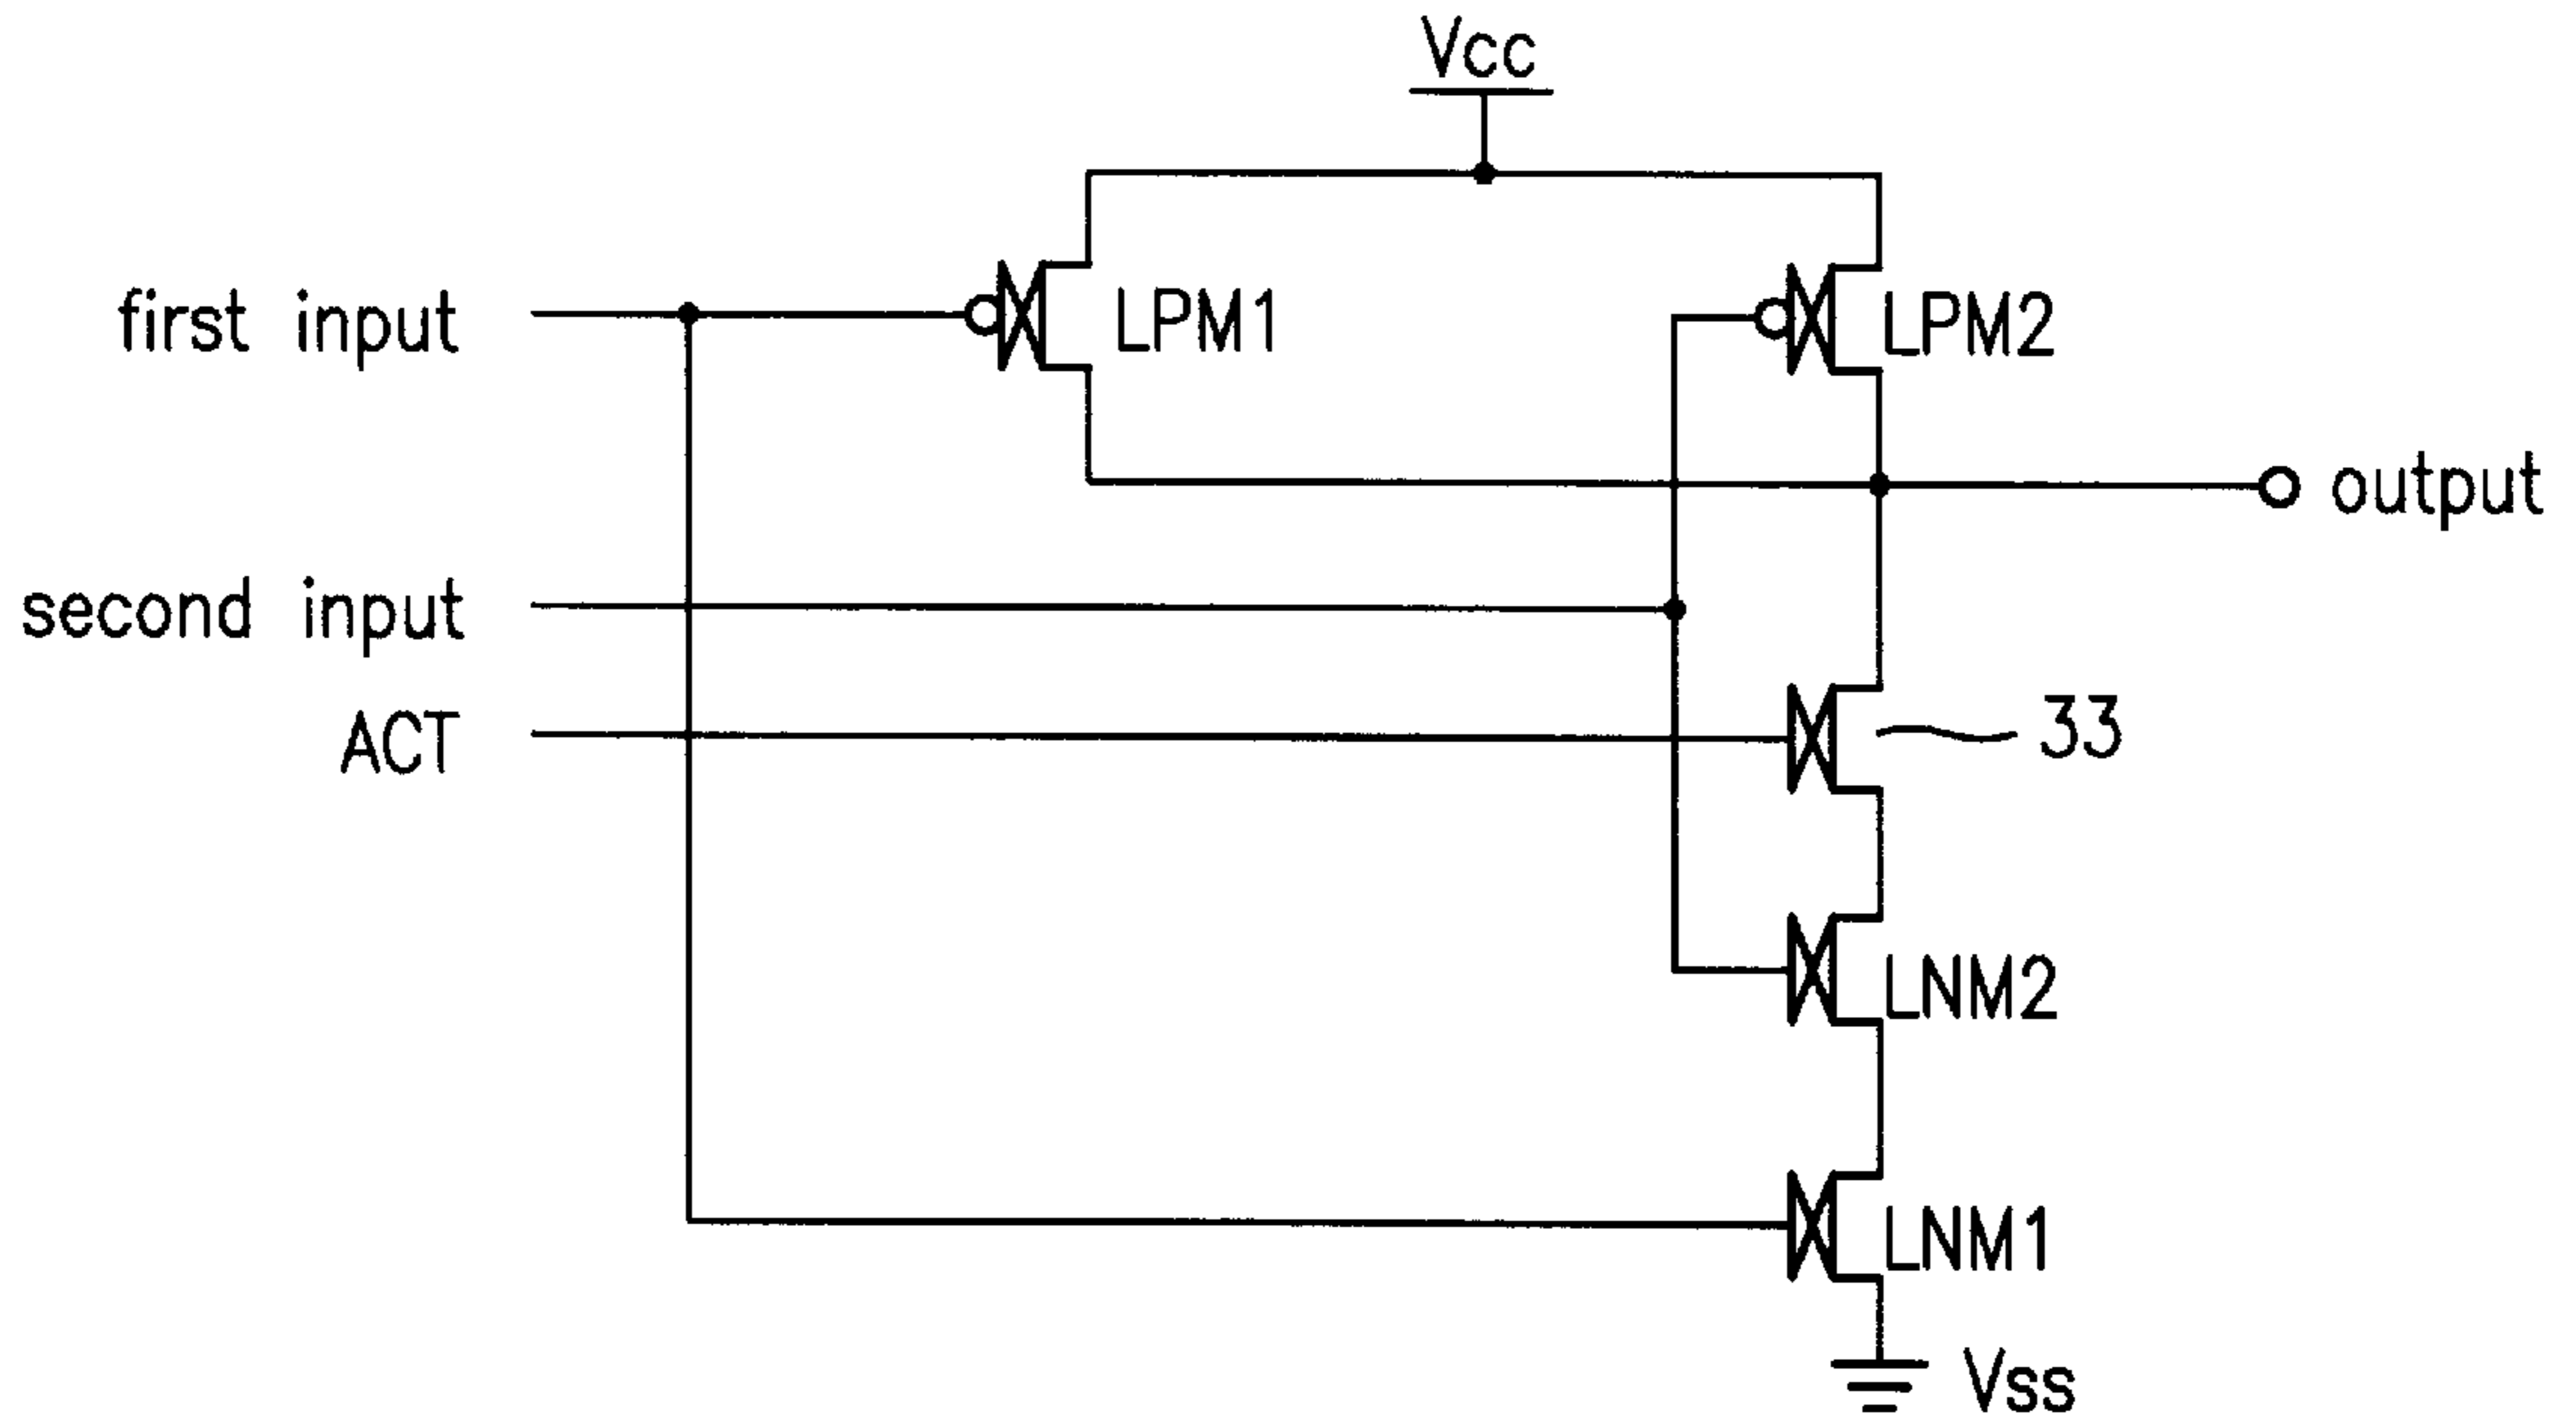 Vcc
first input
LPM1
LPM2
output
second input
ACT
33
LNM2
LNM1
Vss